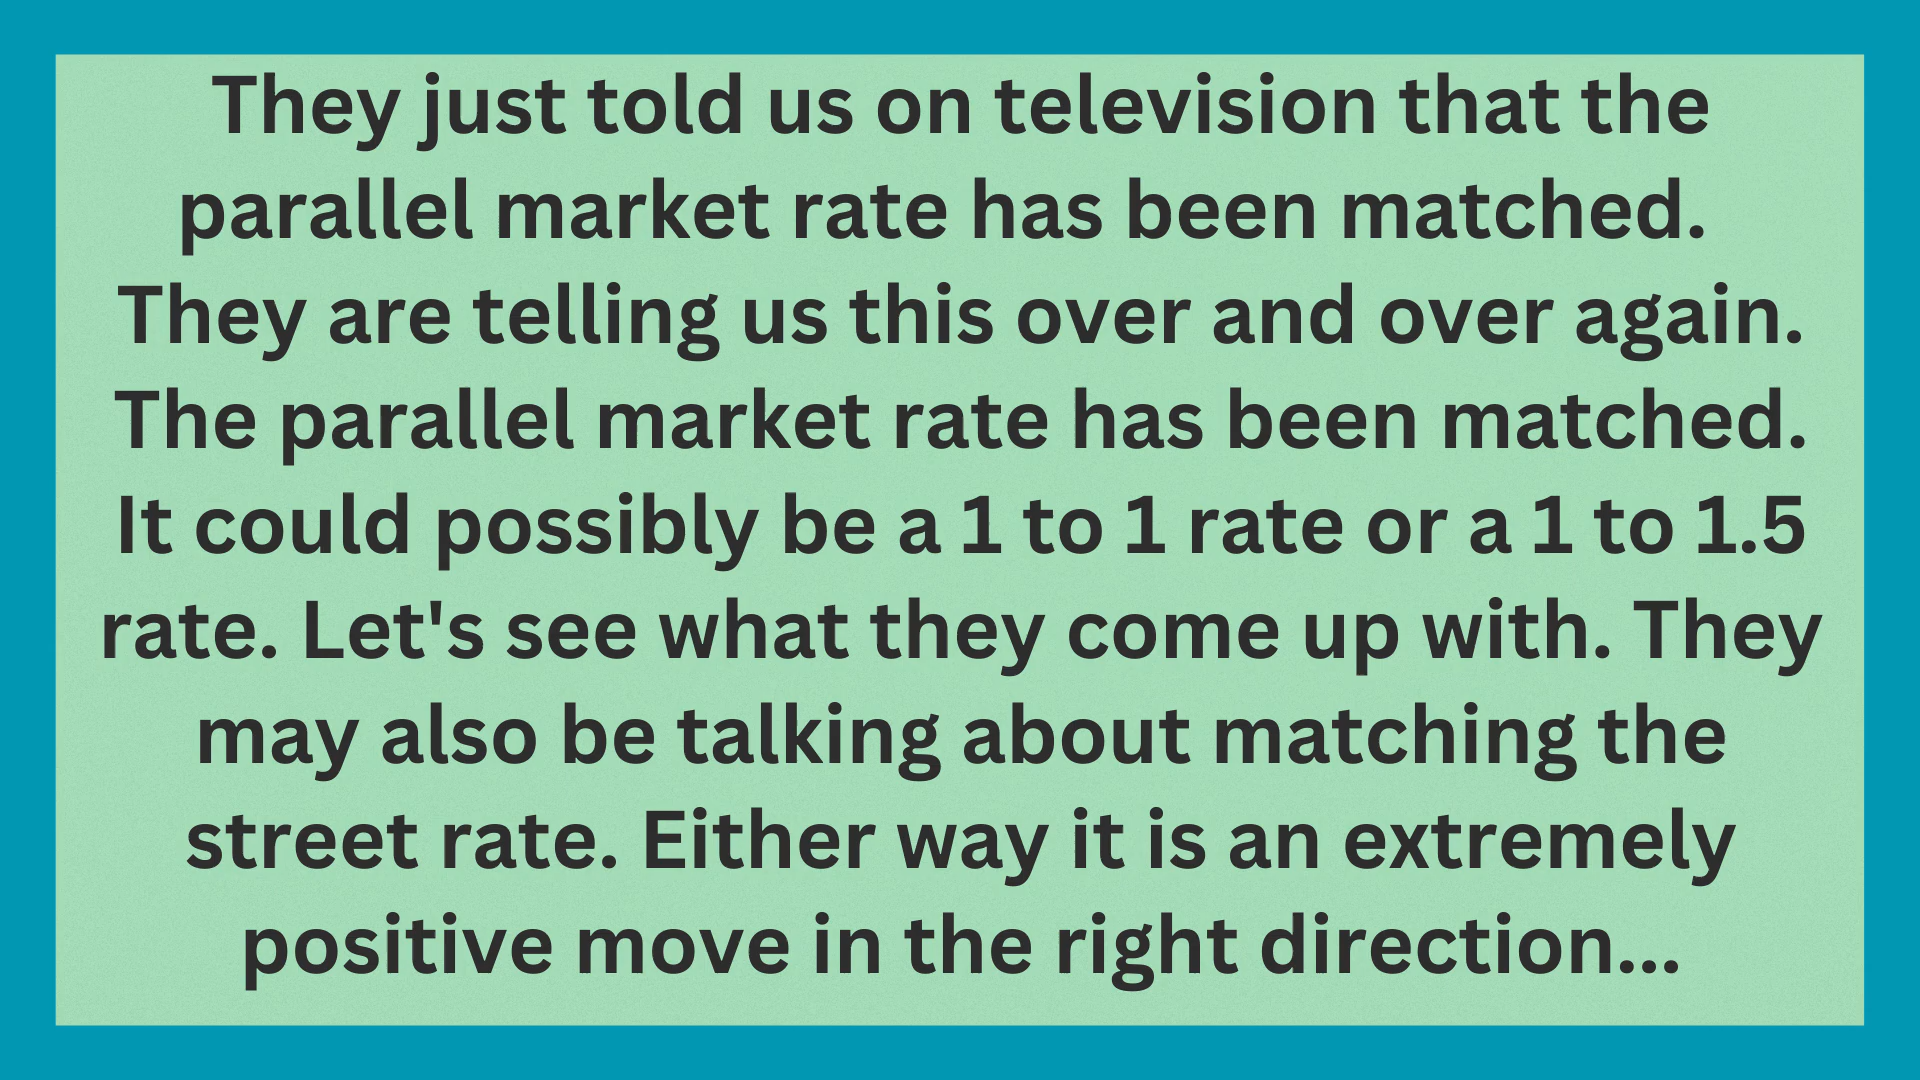 They just told us on television that the
parallel market rate has been matched.
They are telling us this over and over again.
The parallel market rate has been matched.
It could possibly be a 1 to 1 rate or a 1 to 1.5
rate. Let's see what they come up with. They
may also be talking about matching the
street rate. Either way it is an extremely
positive move in the right direction...